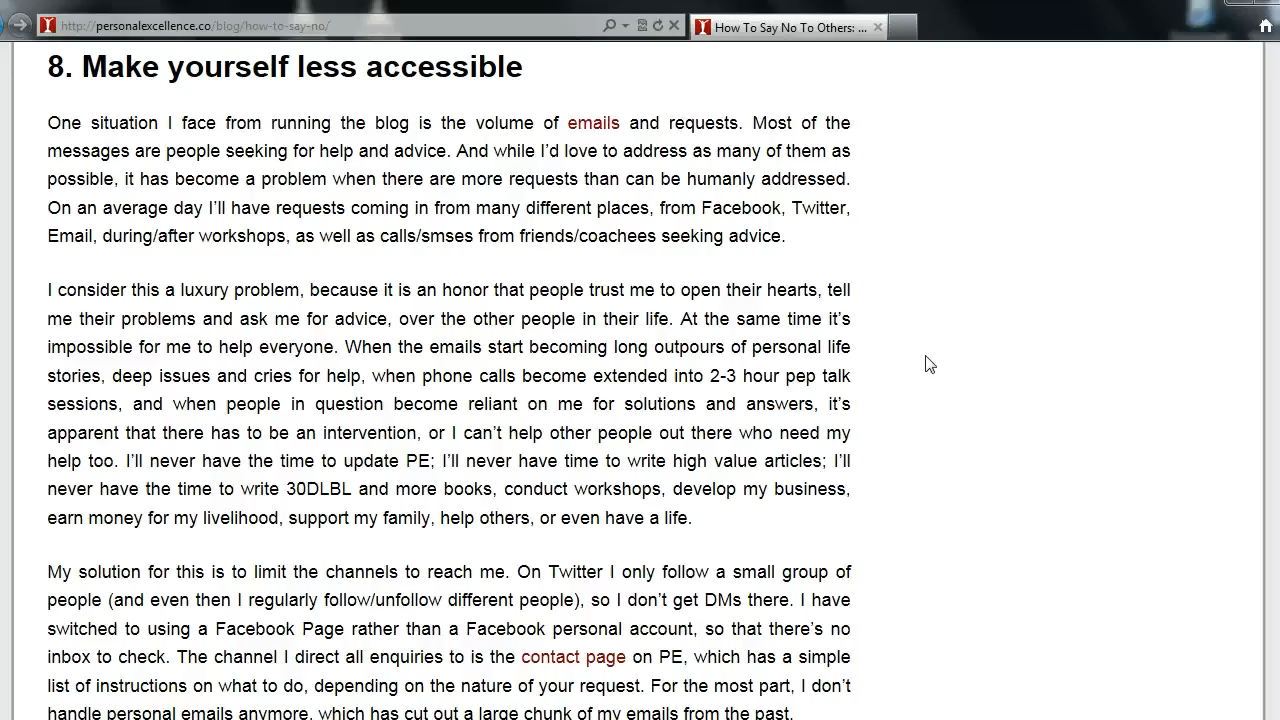 http://personalexcellence.co/blog/how-to-say-no/
How To Say No To Others: ...
8. Make yourself less accessible
One situation I face from running the blog is the volume of emails and requests. Most of the
messages are people seeking for help and advice. And while I'd love to address as many of them as
possible, it has become a problem when there are more requests than can be humanly addressed.
On an average day I'll have requests coming in from many different places, from Facebook, Twitter,
Email, during/after workshops, as well as calls/smses from friends/coachees seeking advice.
I consider this a luxury problem, because it is an honor that people trust me to open their hearts, tell
me their problems and ask me for advice, over the other people in their life. At the same time it's
impossible for me to help everyone. When the emails start becoming long outpours of personal life
stories, deep issues and cries for help, when phone calls become extended into 2-3 hour pep talk
sessions, and when people in question become reliant on me for solutions and answers, it's
apparent that there has to be an intervention, or I can't help other people out there who need my
help too. I'll never have the time to update PE; I'll never have time to write high value articles; I'll
never have the time to write 30DLBL and more books, conduct workshops, develop my business,
earn money for my livelihood, support my family, help others, or even have a life.
My solution for this is to limit the channels to reach me. On Twitter I only follow a small group of
people (and even then I regularly follow/unfollow different people), so I don't get DMs there. I have
switched to using a Facebook Page rather than a Facebook personal account, so that there's no
inbox to check. The channel I direct all enquiries to is the contact page on PE, which has a simple
list of instructions on what to do, depending on the nature of your request. For the most part, I don't
handle personal emails anymore, which has cut out a large chunk of my emails from the past.